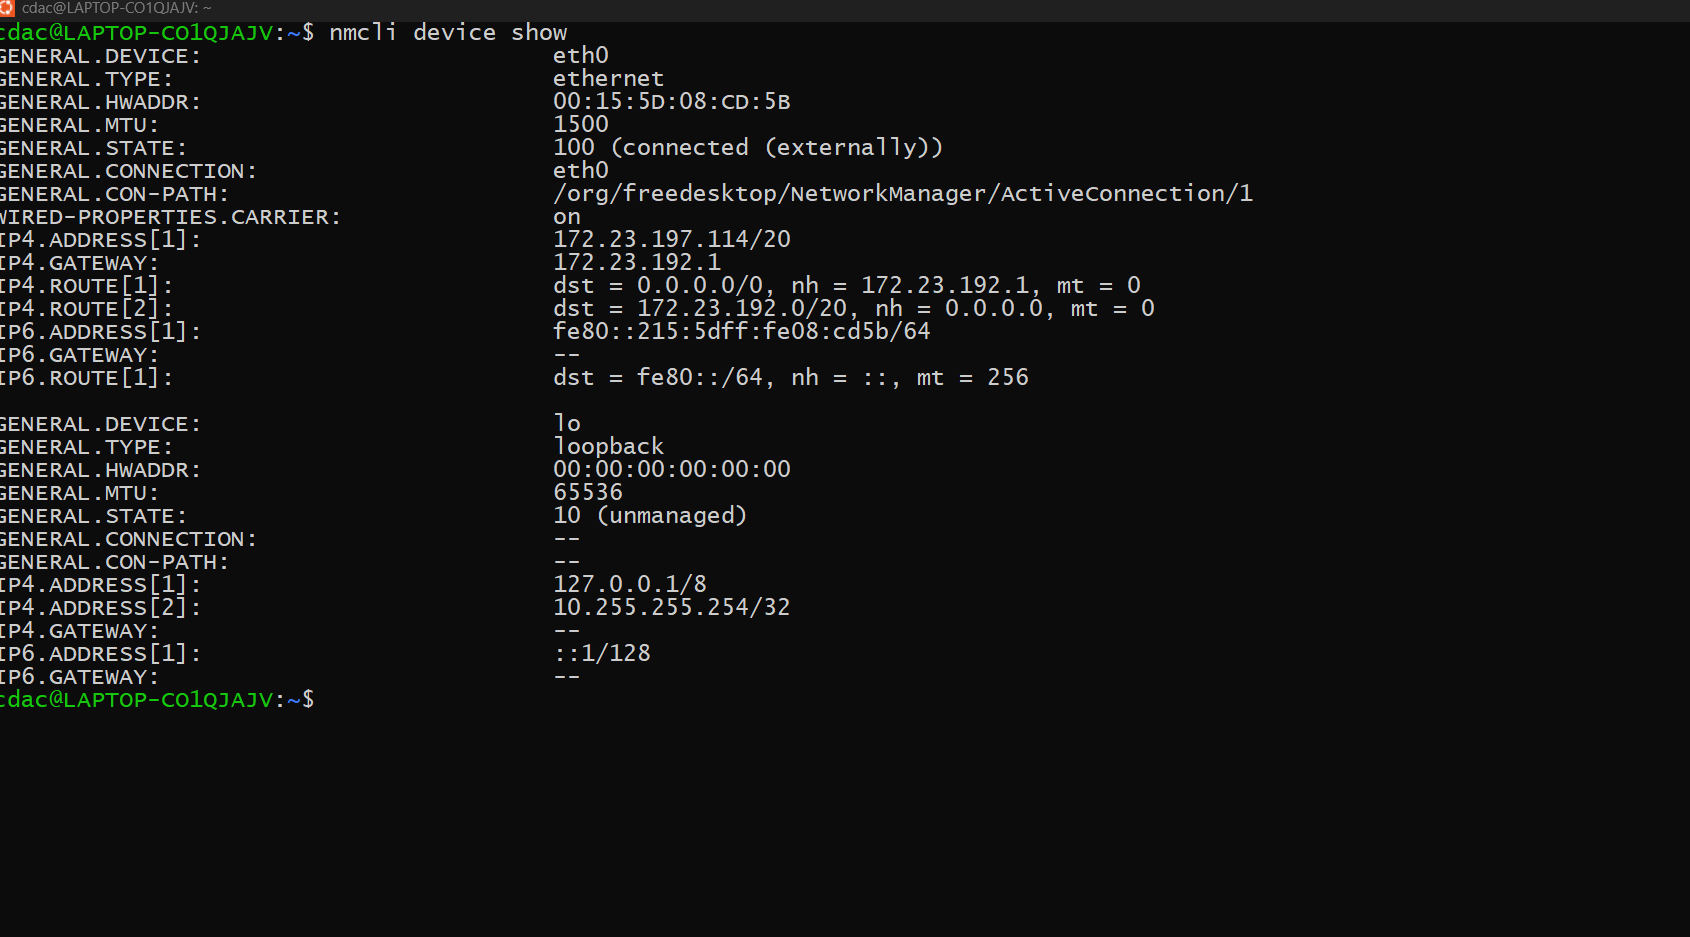 cdac@LAPTOP-CO1QJAJV: ~
cdac@LAPTOP-CO1QJAJV:~$ nmcli device show
GENERAL.DEVICE: eth0
GENERAL.TYPE: ethernet
GENERAL.HWADDR: 00:15:5D:08:CD:5B
GENERAL.MTU: 1500
GENERAL.STATE: 100 (connected (externally))
GENERAL.CONNECTION: eth0
GENERAL.CON-PATH: /org/freedesktop/NetworkManager/ActiveConnection/1
WIRED-PROPERTIES.CARRIER: on
IP4.ADDRESS[1]: 172.23.197.114/20
IP4.GATEWAY: 172.23.192.1
IP4.ROUTE[1]: dst = 0.0.0.0/0, nh = 172.23.192.1, mt = 0
IP4.ROUTE[2]: dst = 172.23.192.0/20, nh = 0.0.0.0, mt = 0
IP6.ADDRESS[1]: fe80::215:5dff:fe08:cd5b/64
IP6.GATEWAY: --
IP6.ROUTE[1]: dst = fe80::/64, nh = ::, mt = 256
GENERAL.DEVICE: lo
GENERAL.TYPE: loopback
GENERAL.HWADDR: 00:00:00:00:00:00
GENERAL.MTU: 65536
GENERAL.STATE: 10 (unmanaged)
GENERAL.CONNECTION: --
GENERAL.CON-PATH: --
IP4.ADDRESS[1]: 127.0.0.1/8
IP4.ADDRESS[2]: 10.255.255.254/32
IP4.GATEWAY: --
IP6.ADDRESS[1]: ::1/128
IP6.GATEWAY: --
cdac@LAPTOP-CO1QJAJV:~$